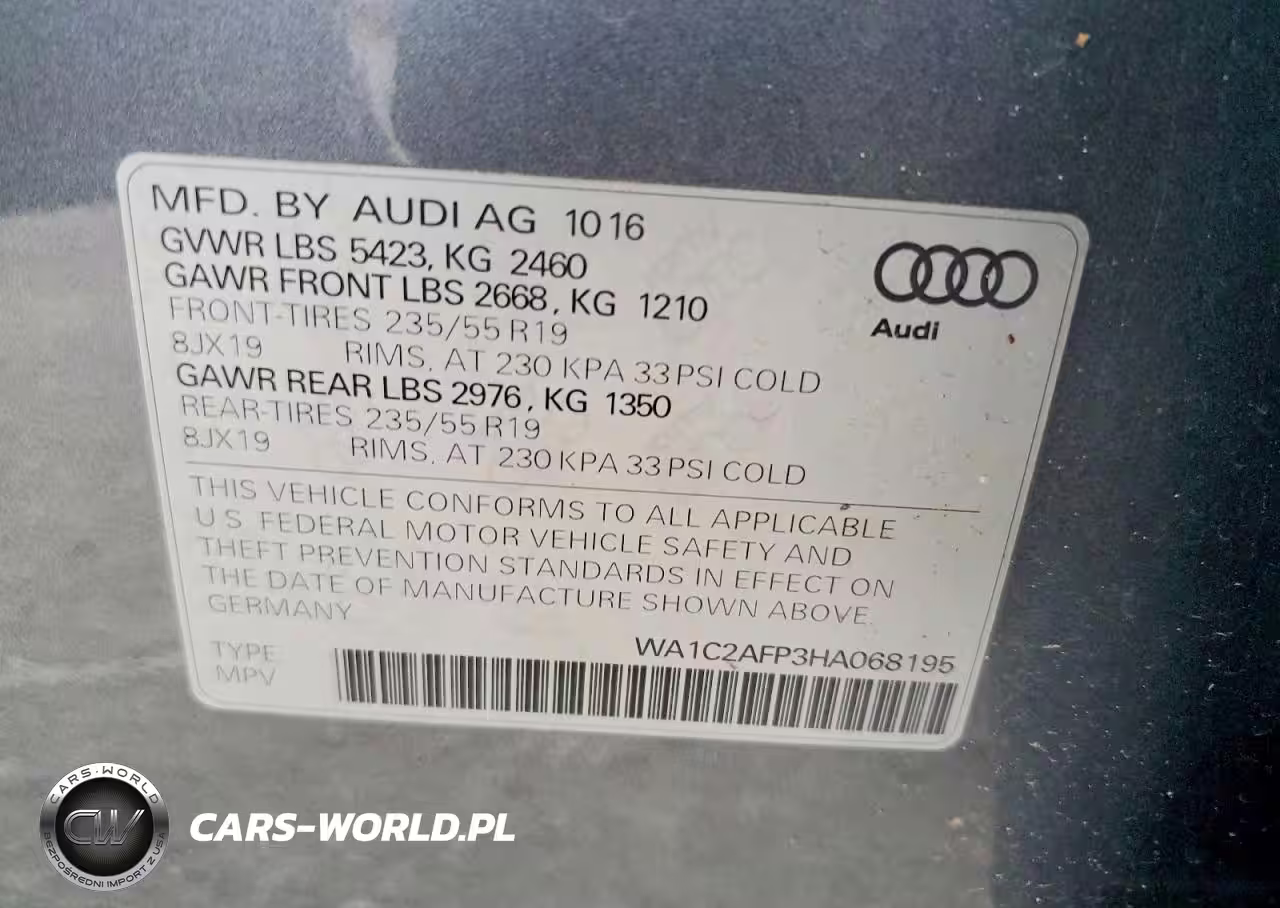 MFD. BY AUDI AG 1016
GVWR LBS 5423, KG 2460
GAWR FRONT LBS 2668, KG 1210
FRONT-TIRES 235/55 R19
8JX19 RIMS, AT 230 KPA 33 PSI COLD
GAWR REAR LBS 2976, KG 1350
REAR-TIRES 235/55 R19
8JX19 RIMS, AT 230 KPA 33 PSI COLD
Audi
THIS VEHICLE CONFORMS TO ALL APPLICABLE
U.S. FEDERAL MOTOR VEHICLE SAFETY AND
THEFT PREVENTION STANDARDS IN EFFECT ON
THE DATE OF MANUFACTURE SHOWN ABOVE.
GERMANY
WA1C2AFP3HA068195
TYPE
MPV
CARS-WORLD
CW
BEZPOŚREDNI IMPORT Z USA
CARS-WORLD.PL